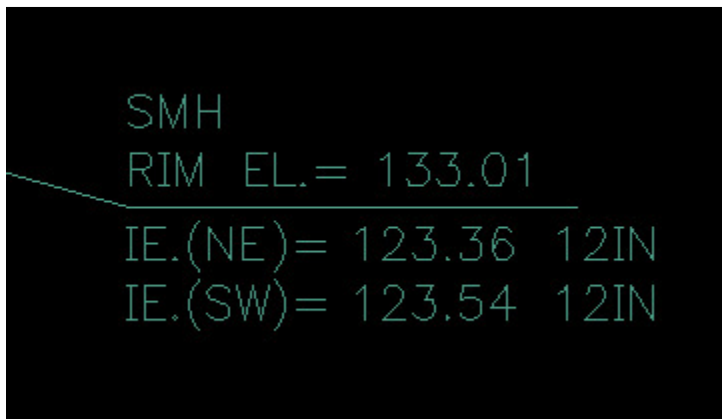 SMH
RIM EL.= 133.01
IE.(NE)= 123.36 12IN
IE.(SW)= 123.54 12IN